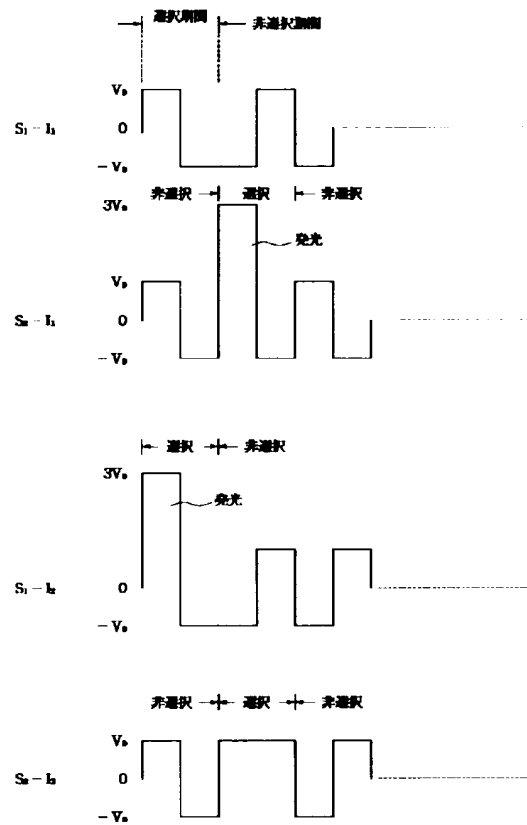 選択期間
非選択期間
V₀
S₁－I₁
0
－V₀
非選択 選択 非選択
3V₀
発光
V₀
S₂－I₁
0
－V₀
選択 非選択
3V₀
発光
S₁－I₂
0
－V₀
非選択 選択 非選択
V₀
S₂－I₂
0
－V₀